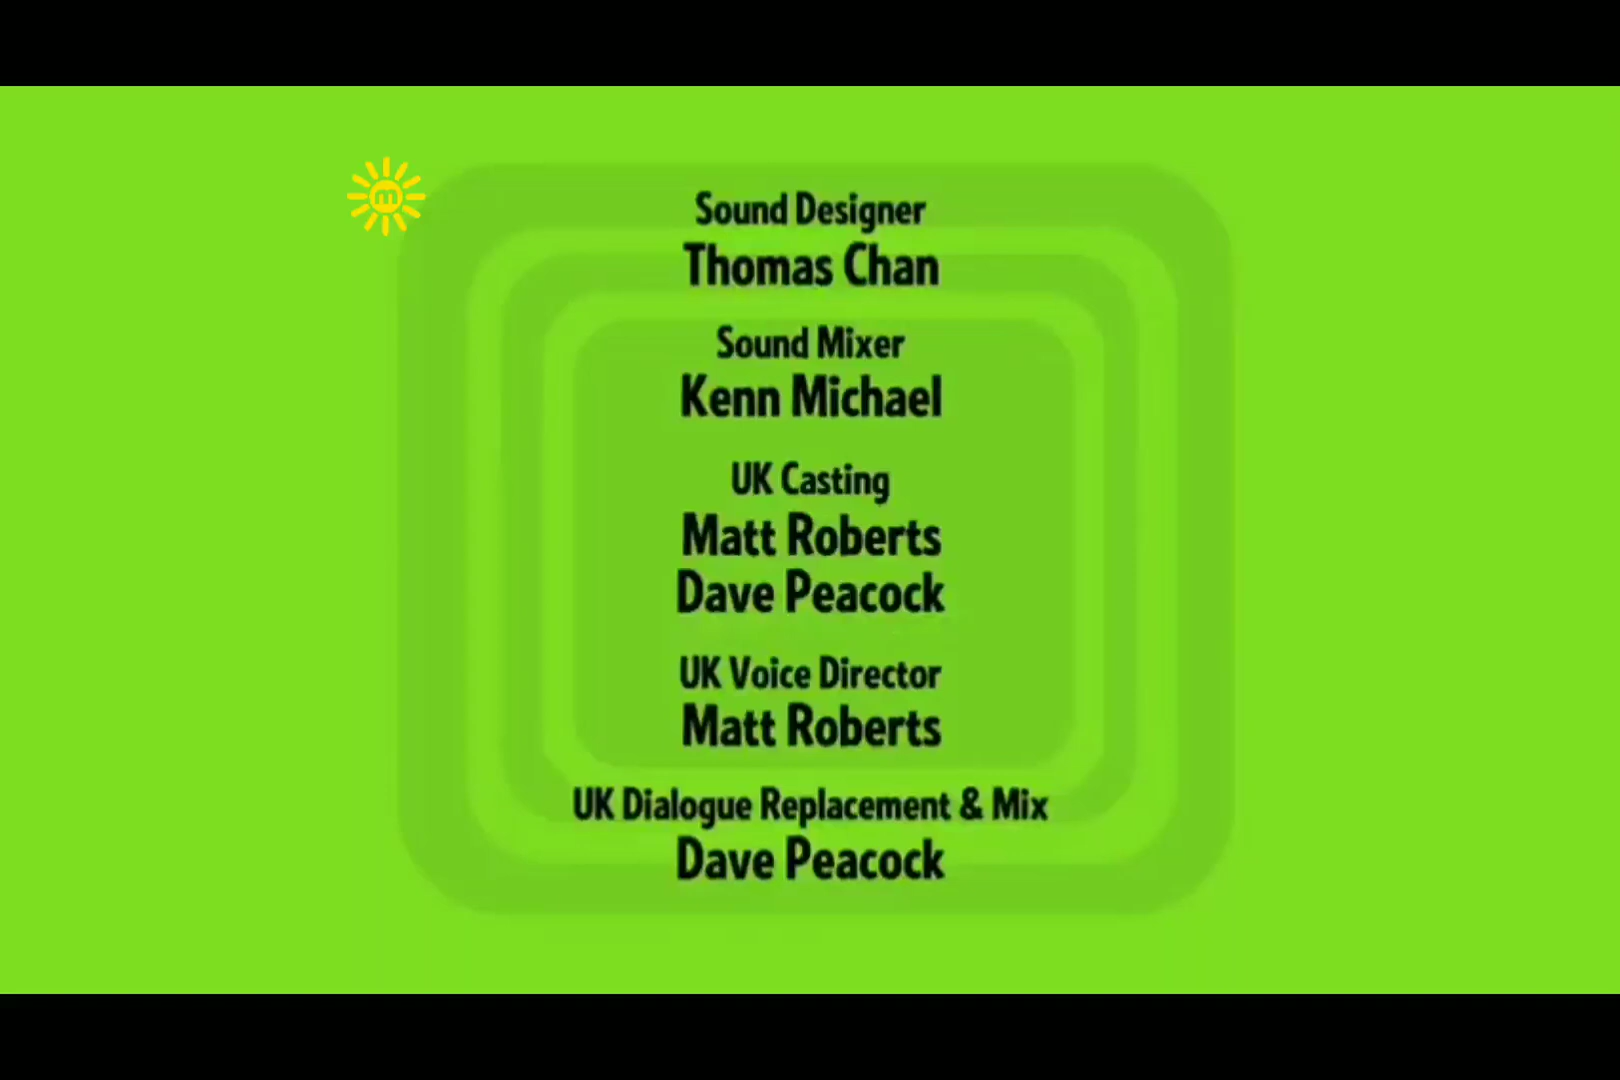 m
Sound Designer
Thomas Chan
Sound Mixer
Kenn Michael
UK Casting
Matt Roberts
Dave Peacock
UK Voice Director
Matt Roberts
UK Dialogue Replacement & Mix
Dave Peacock